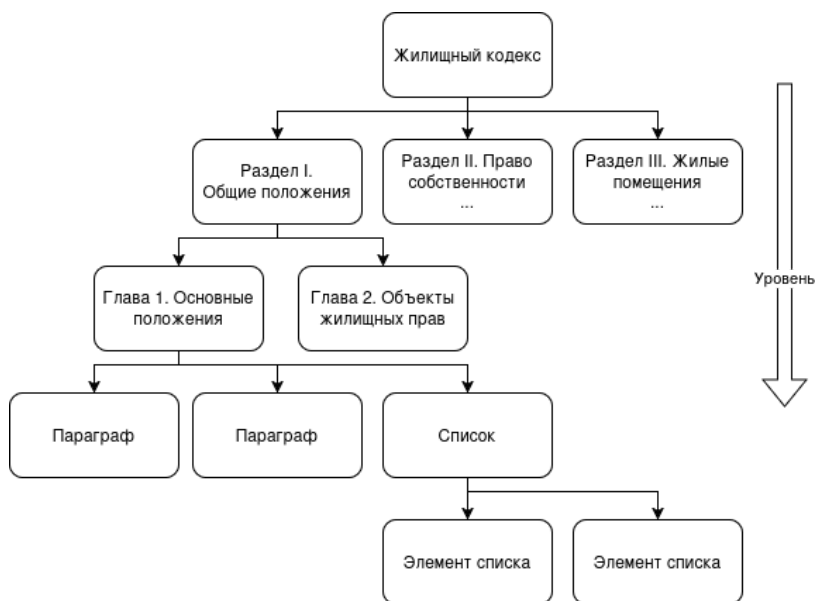 Жилищный кодекс
Раздел I.
Общие положения
Раздел II. Право
собственности
...
Раздел III. Жилые
помещения
...
Уровень
Глава 1. Основные
положения
Глава 2. Объекты
жилищных прав
Параграф
Параграф
Список
Элемент списка
Элемент списка